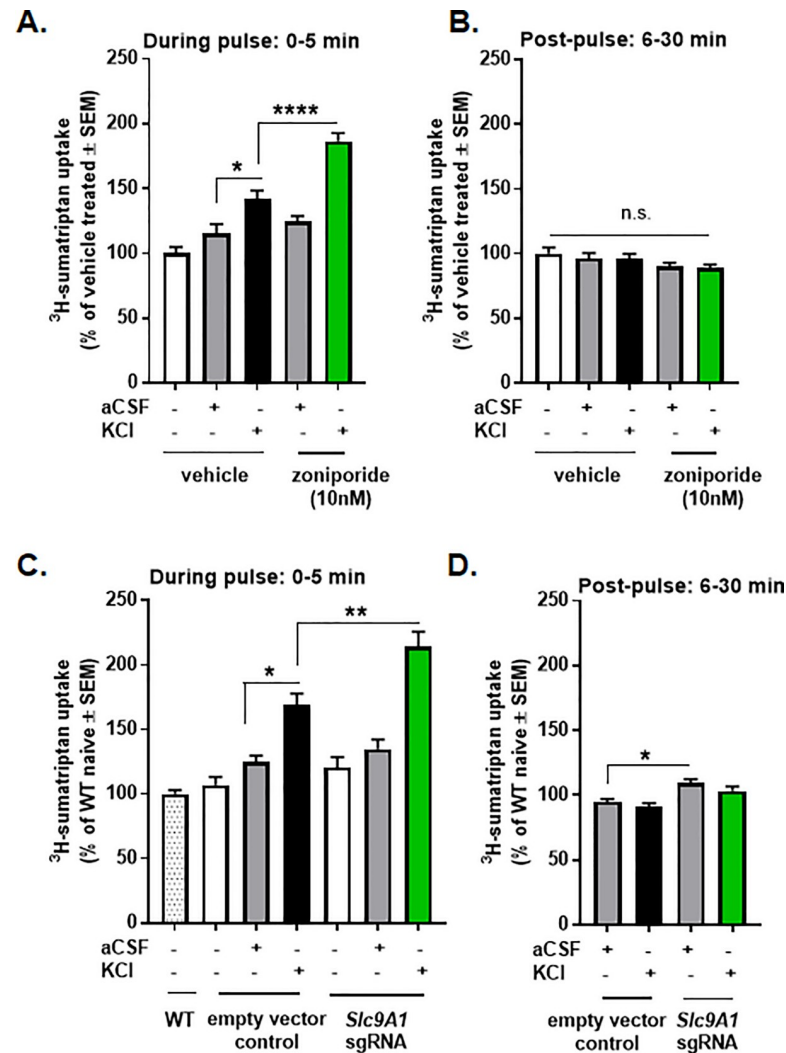 A.
During pulse: 0-5 min
³H-sumatriptan uptake
(% of vehicle treated ± SEM)
250
200
150
100
50
0
*
****
aCSF - + - + -
KCl - - + - +
vehicle
zoniporide
(10nM)
B.
Post-pulse: 6-30 min
³H-sumatriptan uptake
(% of vehicle treated ± SEM)
250
200
150
100
50
0
n.s.
aCSF - + - + -
KCl - - + - +
vehicle
zoniporide
(10nM)
C.
During pulse: 0-5 min
³H-sumatriptan uptake
(% of WT naive ± SEM)
250
200
150
100
50
0
*
**
aCSF - - + - - + -
KCl - - - + - - +
WT
empty vector
control
Slc9A1
sgRNA
D.
Post-pulse: 6-30 min
³H-sumatriptan uptake
(% of WT naive ± SEM)
250
200
150
100
50
0
*
aCSF + - + -
KCl - + - +
empty vector
control
Slc9A1
sgRNA